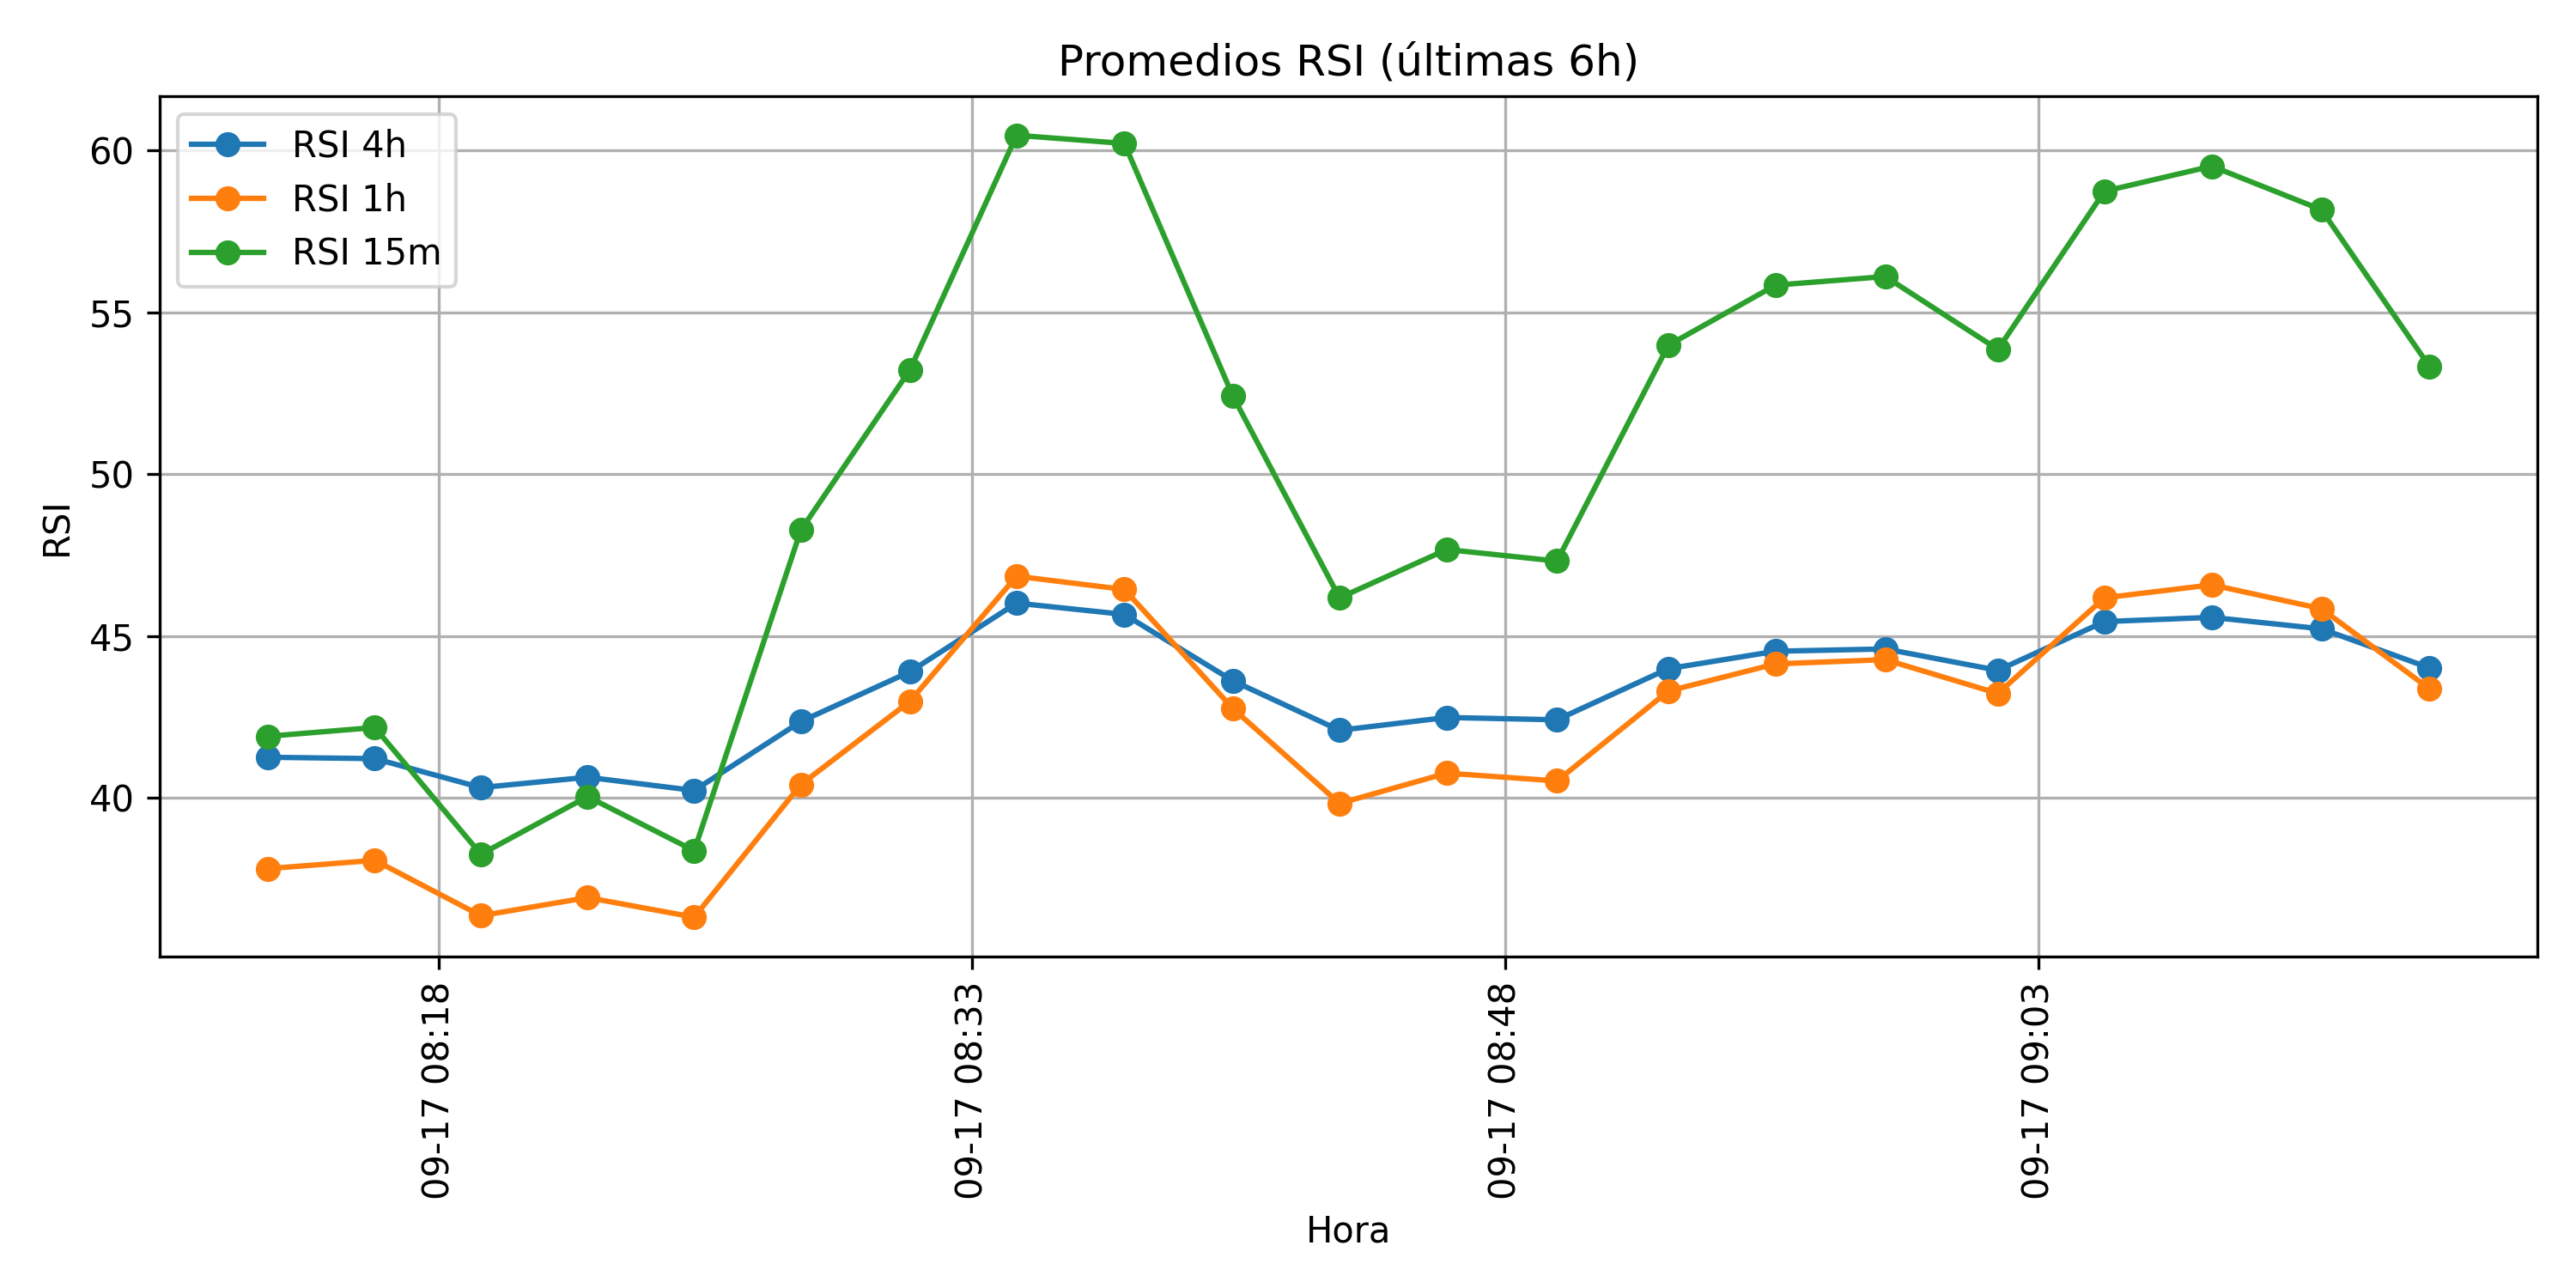 Promedios RSI (últimas 6h)
RSI 4h
RSI 1h
RSI 15m
60
55
50
45
40
RSI
09-17 08:18
09-17 08:33
09-17 08:48
09-17 09:03
Hora